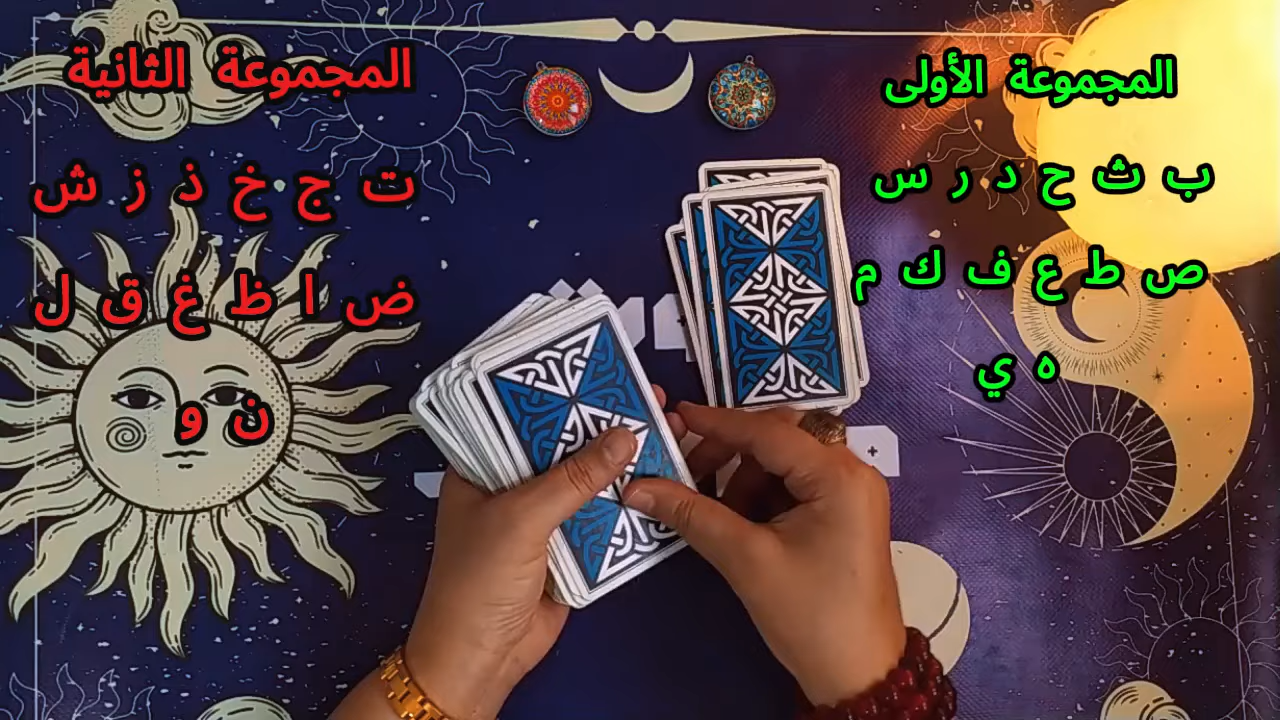 المجموعة الأولى
ب ث ح د ر س
ص ط ع ف ك م
ه ي
المجموعة الثانية
ت ج خ ذ ز ش
ض ا ظ غ ق ل
ن و